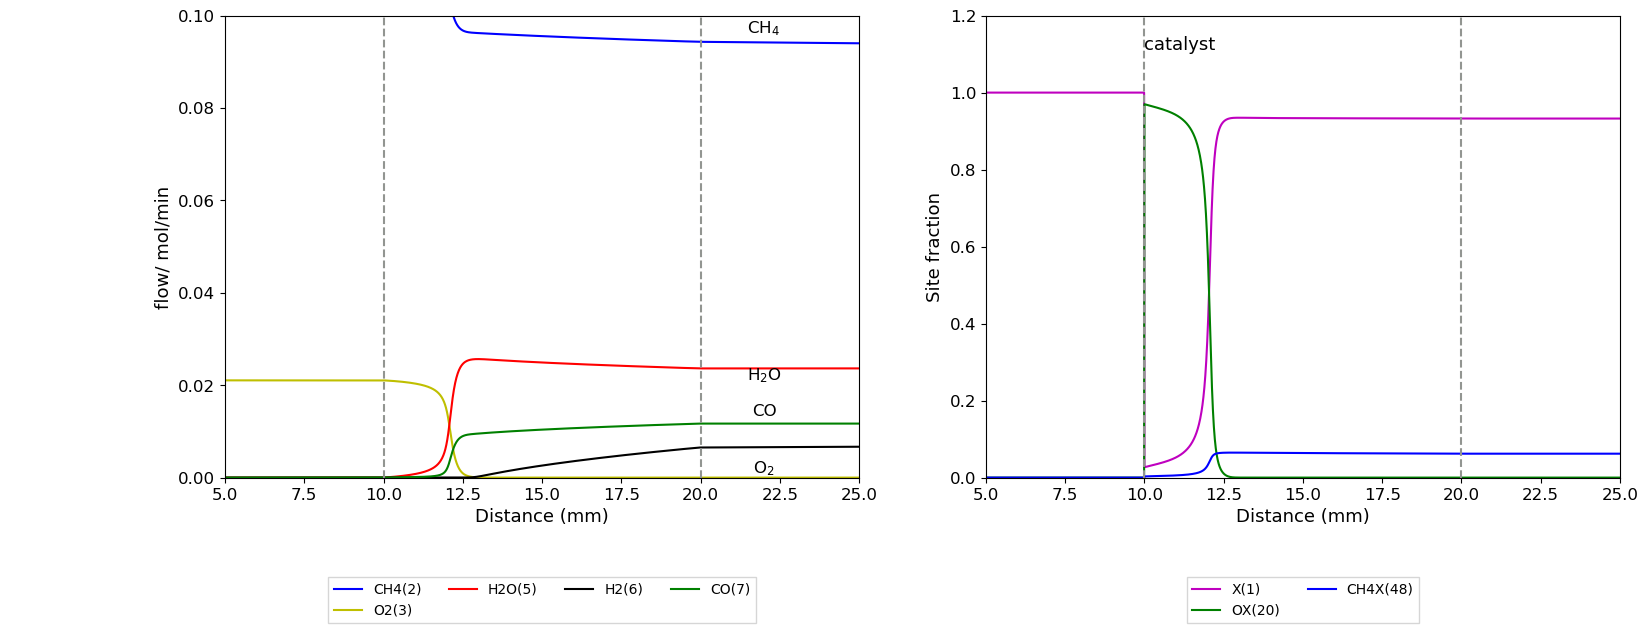 0.10
0.08
0.06
0.04
0.02
0.00
flow/ mol/min
CH₄
H₂O
CO
O₂
5.0 7.5 10.0 12.5 15.0 17.5 20.0 22.5 25.0
Distance (mm)
CH4(2) H2O(5) H2(6) CO(7)
O2(3)
1.2
1.0
0.8
0.6
0.4
0.2
0.0
Site fraction
catalyst
5.0 7.5 10.0 12.5 15.0 17.5 20.0 22.5 25.0
Distance (mm)
X(1) CH4X(48)
OX(20)